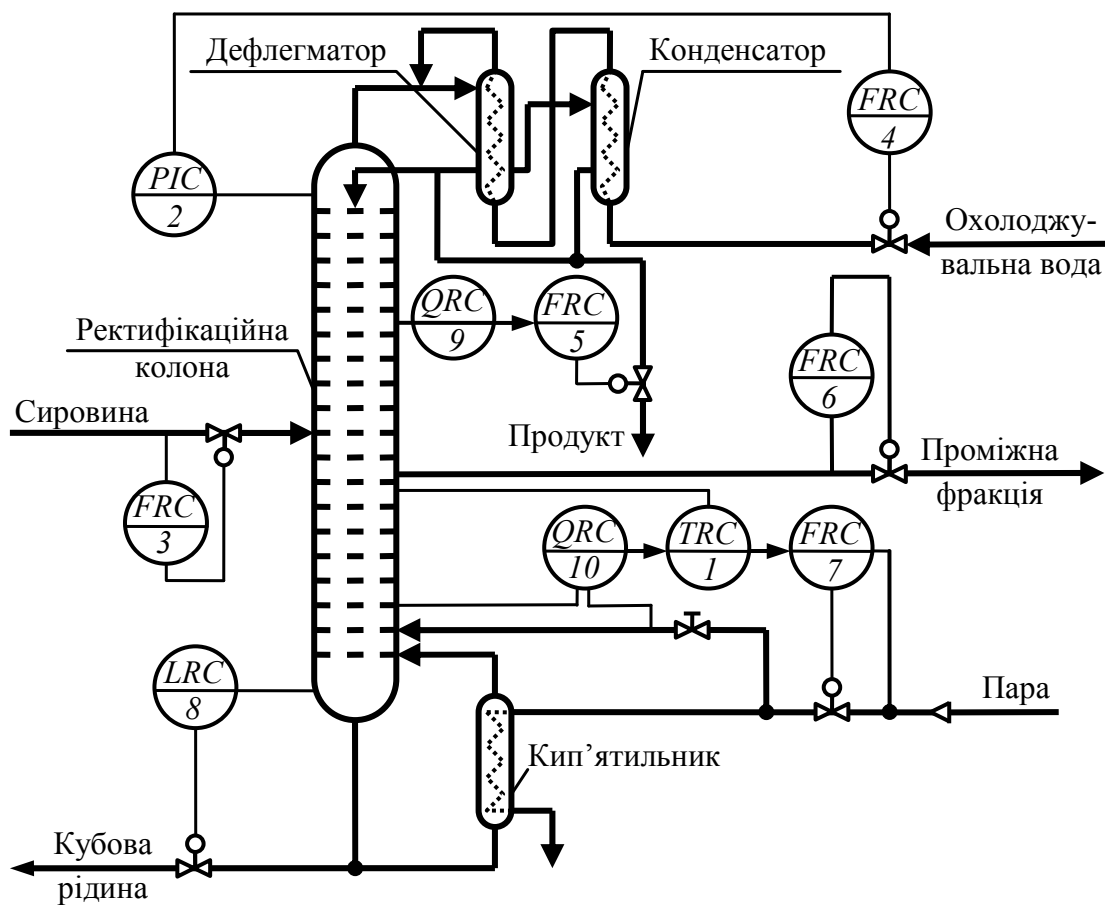 Дефлегматор
Конденсатор
FRC
4
PIC
2
Охолоджу-
вальна вода
QRC
9
FRC
5
Ректифікаційна
колона
FRC
6
Сировина
Продукт
Проміжна
фракція
FRC
3
QRC
10
TRC
1
FRC
7
LRC
8
Пара
Кип’ятильник
Кубова
рідина